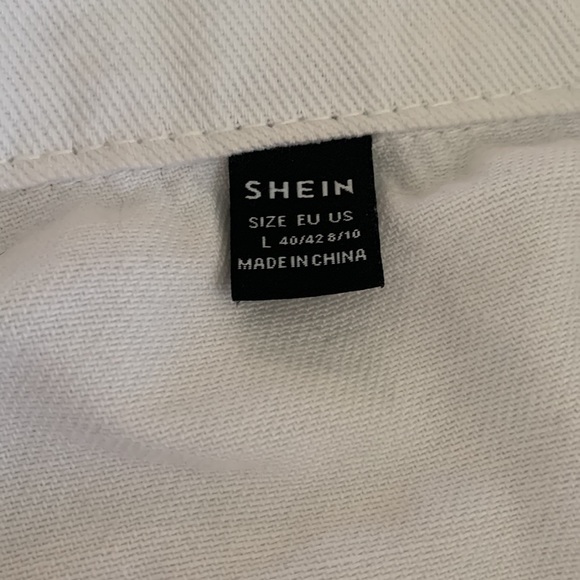 SHEIN
SIZE EU US
L 40/42 8/10
MADE IN CHINA